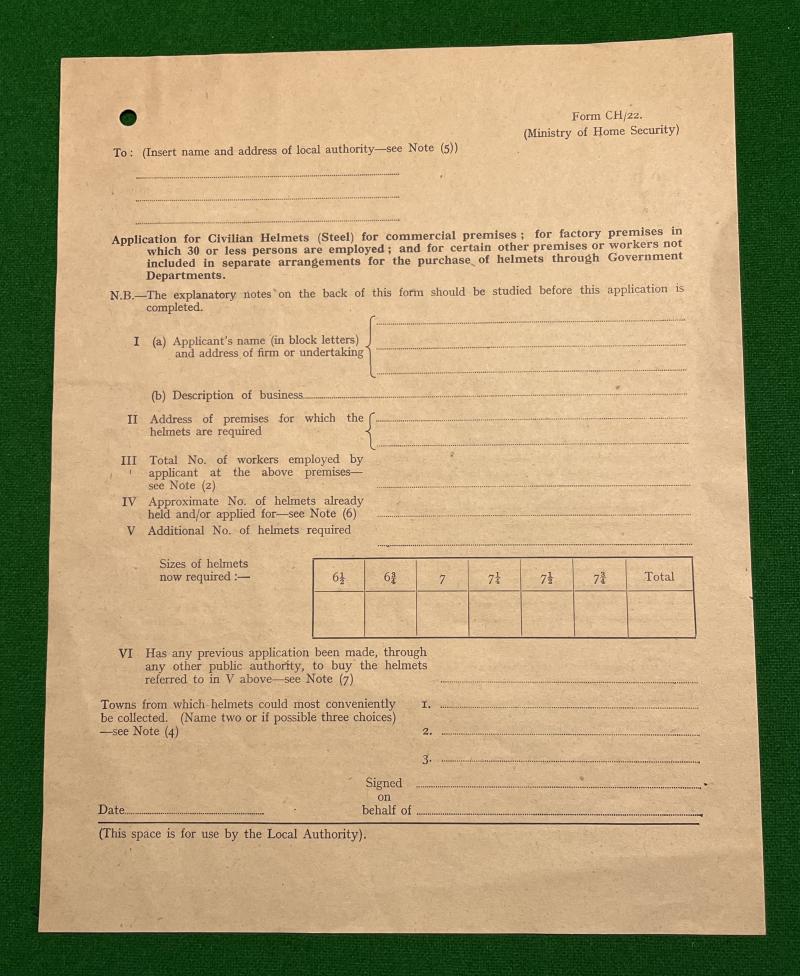 Form CH/22.
(Ministry of Home Security)
To: (Insert name and address of local authority—see Note (5))
Application for Civilian Helmets (Steel) for commercial premises; for factory premises in
which 30 or less persons are employed; and for certain other premises or workers not
included in separate arrangements for the purchase of helmets through Government
Departments.
N.B.—The explanatory notes on the back of this form should be studied before this application is
completed.
I (a) Applicant's name (in block letters)
and address of firm or undertaking
(b) Description of business
II Address of premises for which the
helmets are required
III Total No. of workers employed by
applicant at the above premises—
see Note (2)
IV Approximate No. of helmets already
held and/or applied for—see Note (6)
V Additional No. of helmets required
Sizes of helmets
now required :—
6½ 6¾ 7 7¼ 7½ 7¾ Total
VI Has any previous application been made, through
any other public authority, to buy the helmets
referred to in V above—see Note (7)
Towns from which helmets could most conveniently
be collected. (Name two or if possible three choices)
—see Note (4)
1.
2.
3.
Signed
on
Date behalf of
(This space is for use by the Local Authority).